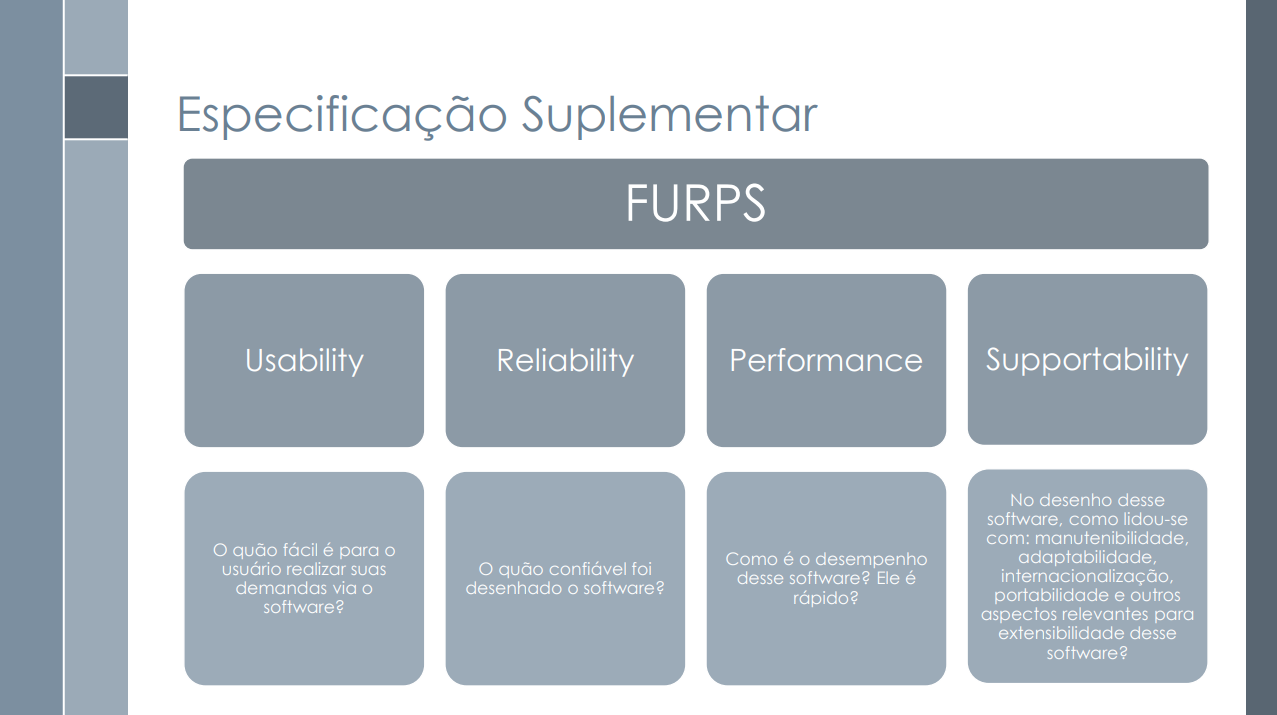 Especificação Suplementar
FURPS
Usability
Reliability
Performance
Supportability
O quão fácil é para o
usuário realizar suas
demandas via o
software?
O quão confiável foi
desenhado o software?
Como é o desempenho
desse software? Ele é
rápido?
No desenho desse
software, como lidou-se
com: manutenibilidade,
adaptabilidade,
internacionalização,
portabilidade e outros
aspectos relevantes para
extensibilidade desse
software?